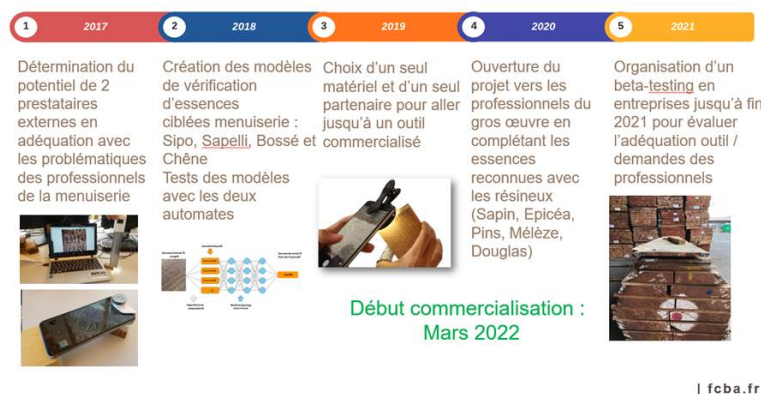 1 2017
2 2018
3 2019
4 2020
5 2021
Détermination du
potentiel de 2
prestataires
externes en
adéquation avec
les problématiques
des professionnels
de la menuiserie
Création des modèles
de vérification
d'essences
ciblées menuiserie :
Sipo, Sapelli, Bossé et
Chêne
Tests des modèles
avec les deux
automates
Choix d'un seul
matériel et d'un seul
partenaire pour aller
jusqu'à un outil
commercialisé
Ouverture du
projet vers les
professionnels du
gros œuvre en
complétant les
essences
reconnues avec
les résineux
(Sapin, Epicéa,
Pins, Mélèze,
Douglas)
Organisation d'un
beta-testing en
entreprises jusqu'à fin
2021 pour évaluer
l'adéquation outil /
demandes des
professionnels
Début commercialisation :
Mars 2022
| fcba.fr